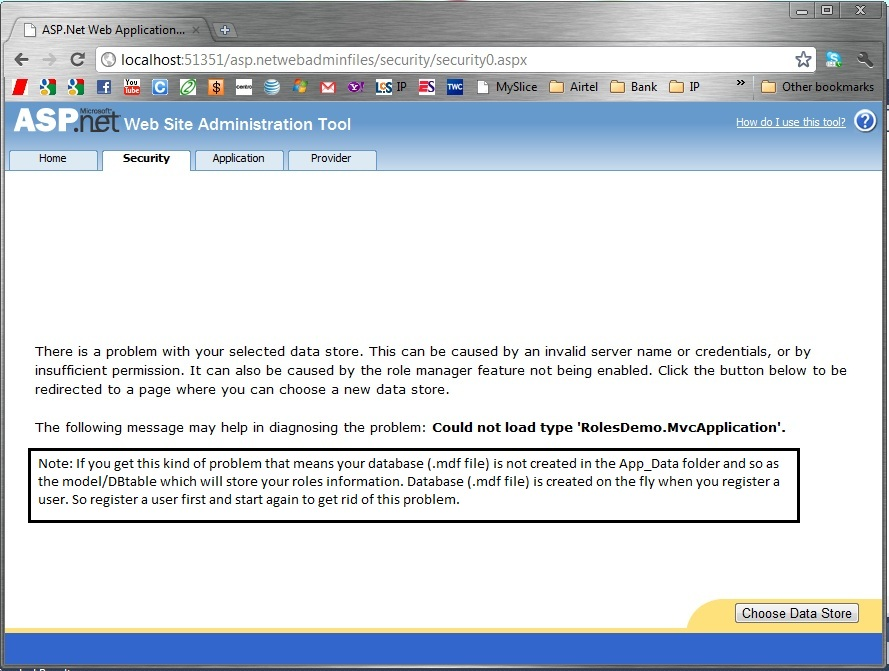 ASP.Net Web Application...
localhost:51351/asp.netwebadminfiles/security/security0.aspx
You Tube IP TWC MySlice Airtel Bank IP » Other bookmarks
Microsoft
ASP.net Web Site Administration Tool
How do I use this tool? ?
Home Security Application Provider
There is a problem with your selected data store. This can be caused by an invalid server name or credentials, or by
insufficient permission. It can also be caused by the role manager feature not being enabled. Click the button below to be
redirected to a page where you can choose a new data store.
The following message may help in diagnosing the problem: Could not load type 'RolesDemo.MvcApplication'.
Note: If you get this kind of problem that means your database (.mdf file) is not created in the App_Data folder and so as
the model/DBtable which will store your roles information. Database (.mdf file) is created on the fly when you register a
user. So register a user first and start again to get rid of this problem.
Choose Data Store